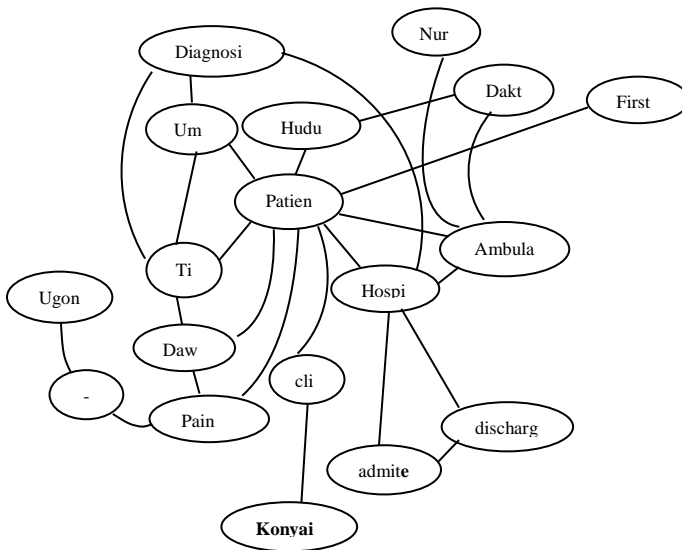 Nur
Diagnosi
Dakt
First
Um
Hudu
Patien
Ambula
Ti
Hospi
Ugon
Daw
cli
-
Pain
discharg
admite
Konyai